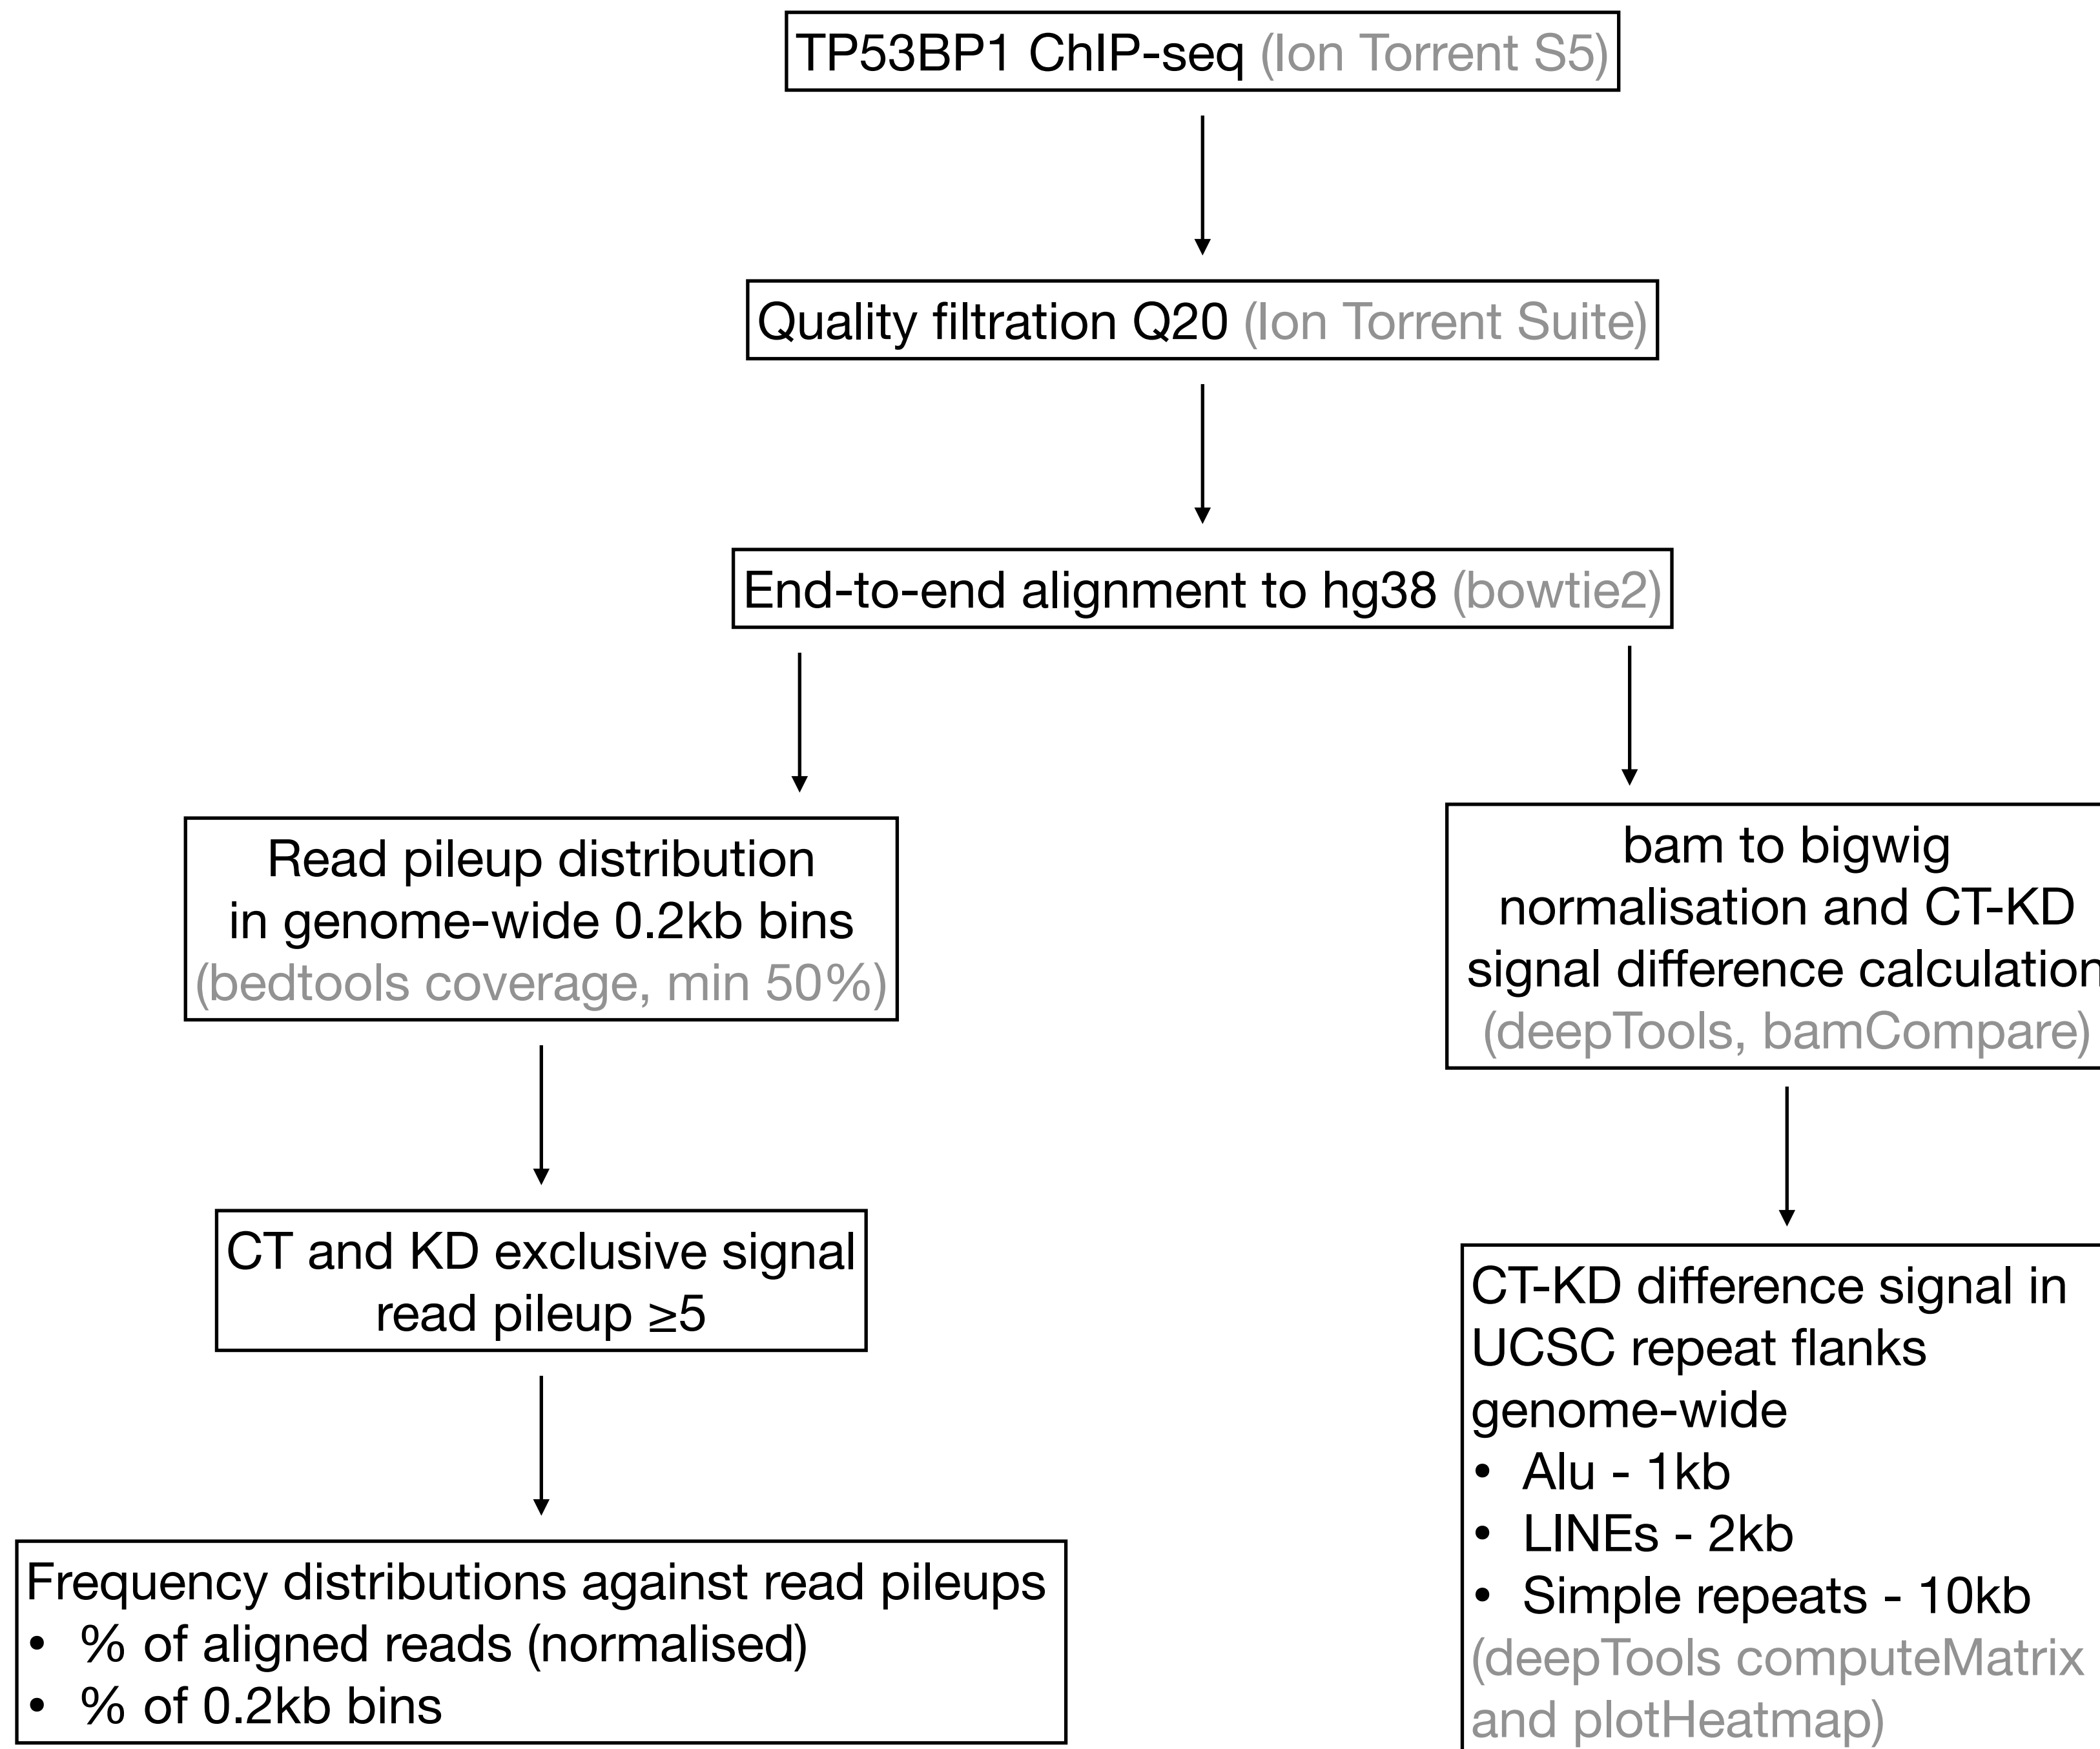 TP53BP1 ChIP-seq (Ion Torrent S5)
Quality filtration Q20 (Ion Torrent Suite)
End-to-end alignment to hg38 (bowtie2)
Read pileup distribution
in genome-wide 0.2kb bins
(bedtools coverage, min 50%)
CT and KD exclusive signal
read pileup ≥5
Frequency distributions against read pileups
• % of aligned reads (normalised)
• % of 0.2kb bins
bam to bigwig
normalisation and CT-KD
signal difference calculation
(deepTools, bamCompare)
CT-KD difference signal in
UCSC repeat flanks
genome-wide
• Alu - 1kb
• LINEs - 2kb
• Simple repeats - 10kb
(deepTools computeMatrix
and plotHeatmap)